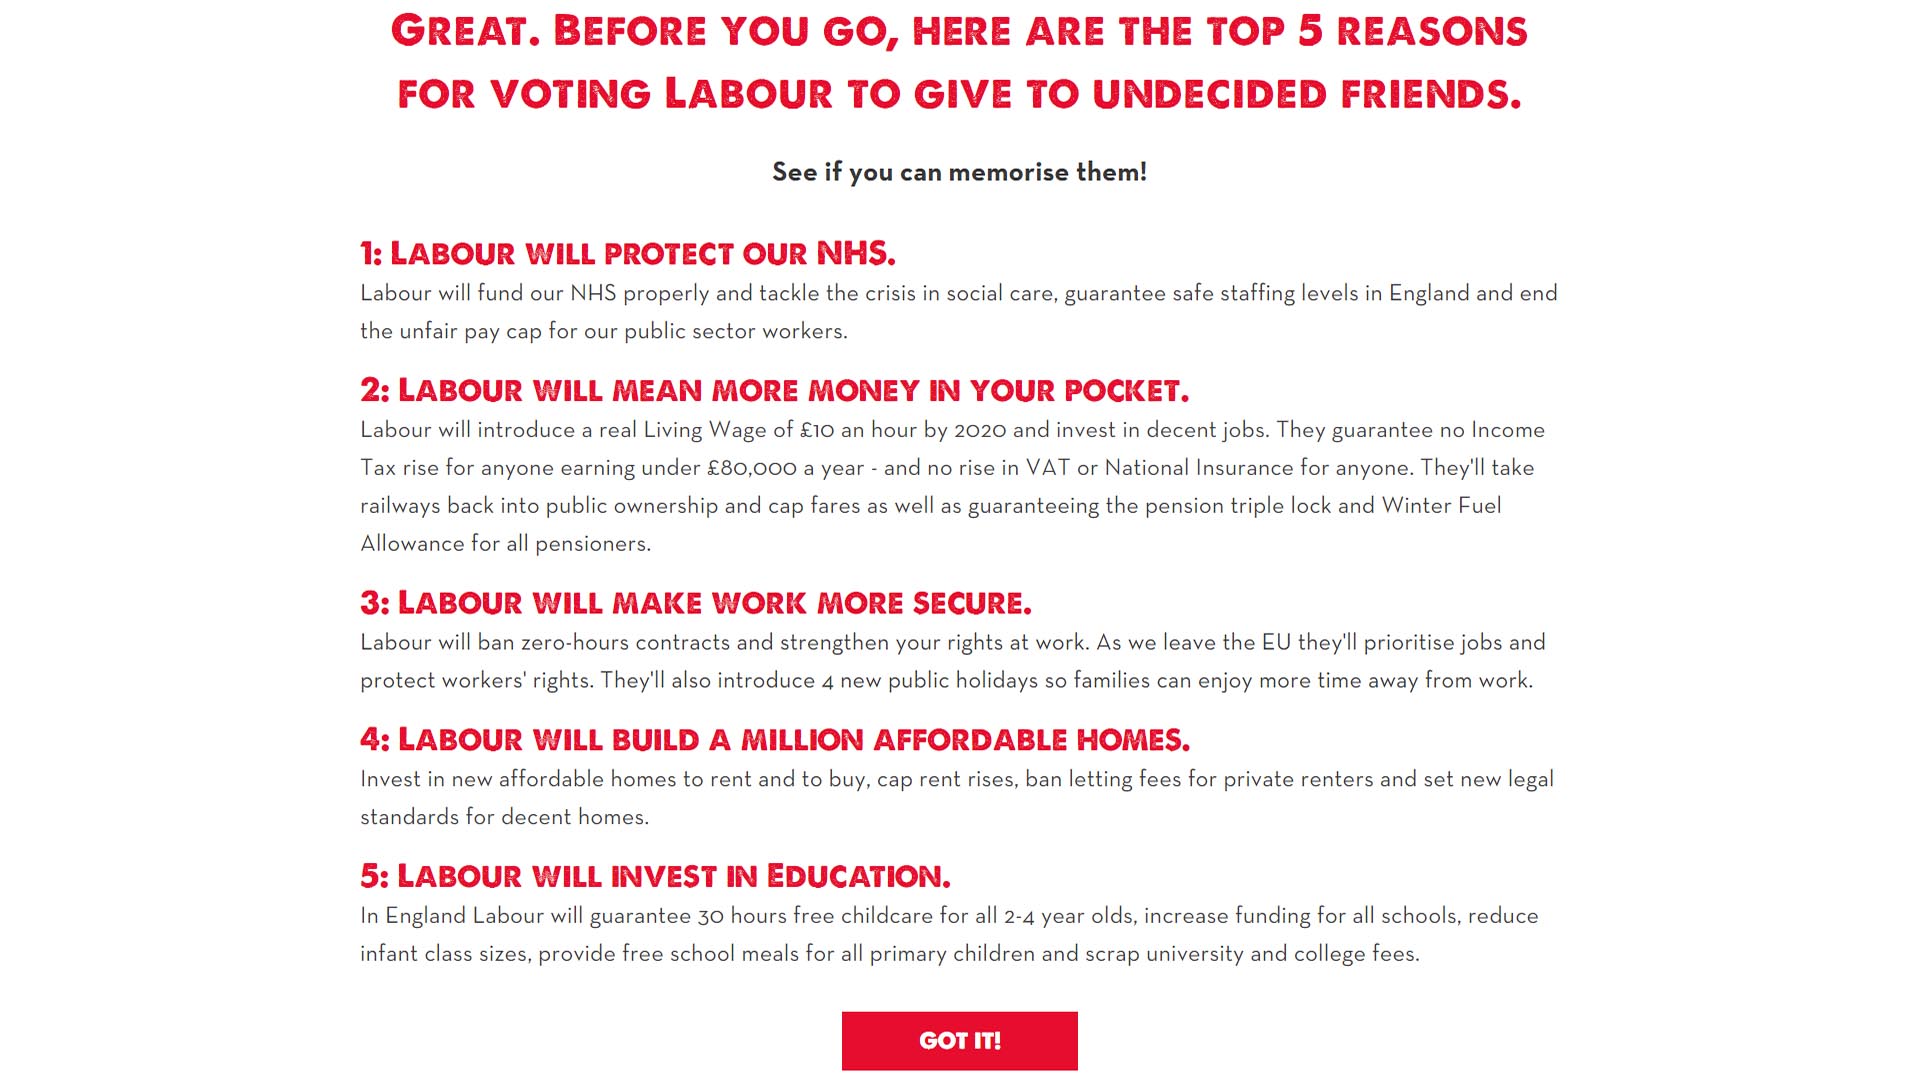 Great. Before you go, here are the top 5 reasons
for voting Labour to give to undecided friends.
See if you can memorise them!
1: Labour will protect our NHS.
Labour will fund our NHS properly and tackle the crisis in social care, guarantee safe staffing levels in England and end
the unfair pay cap for our public sector workers.
2: Labour will mean more money in your pocket.
Labour will introduce a real Living Wage of £10 an hour by 2020 and invest in decent jobs. They guarantee no Income
Tax rise for anyone earning under £80,000 a year - and no rise in VAT or National Insurance for anyone. They'll take
railways back into public ownership and cap fares as well as guaranteeing the pension triple lock and Winter Fuel
Allowance for all pensioners.
3: Labour will make work more secure.
Labour will ban zero-hours contracts and strengthen your rights at work. As we leave the EU they'll prioritise jobs and
protect workers' rights. They'll also introduce 4 new public holidays so families can enjoy more time away from work.
4: Labour will build a million affordable homes.
Invest in new affordable homes to rent and to buy, cap rent rises, ban letting fees for private renters and set new legal
standards for decent homes.
5: Labour will invest in Education.
In England Labour will guarantee 30 hours free childcare for all 2-4 year olds, increase funding for all schools, reduce
infant class sizes, provide free school meals for all primary children and scrap university and college fees.
GOT IT!